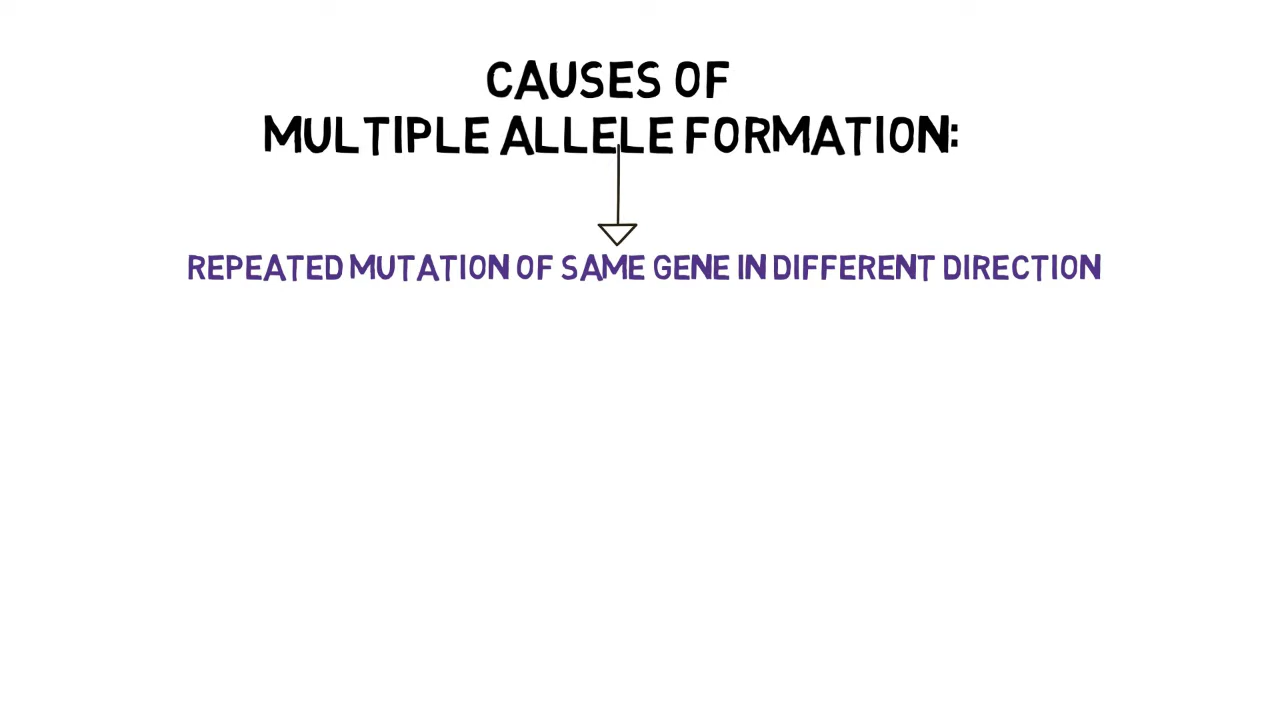 CAUSES OF
MULTIPLE ALLELE FORMATION:
REPEATED MUTATION OF SAME GENE IN DIFFERENT DIRECTION